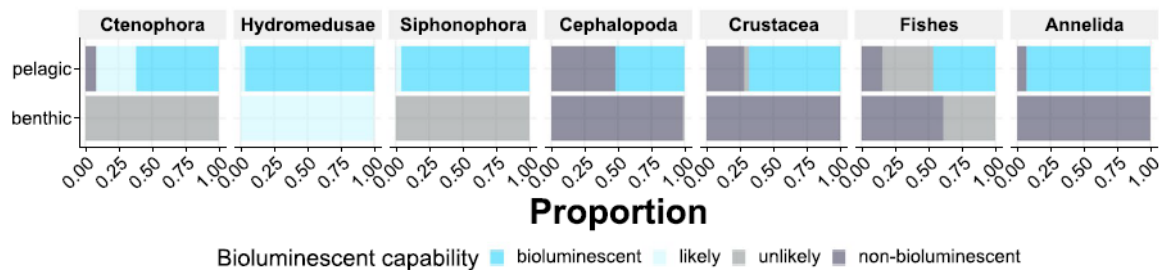 Ctenophora Hydromedusae Siphonophora Cephalopoda Crustacea Fishes Annelida
pelagic
benthic
0.00 0.25 0.50 0.75 1.00 0.00 0.25 0.50 0.75 1.00 0.00 0.25 0.50 0.75 1.00 0.00 0.25 0.50 0.75 1.00 0.00 0.25 0.50 0.75 1.00 0.00 0.25 0.50 0.75 1.00 0.00 0.25 0.50 0.75 1.00
Proportion
Bioluminescent capability bioluminescent likely unlikely non-bioluminescent